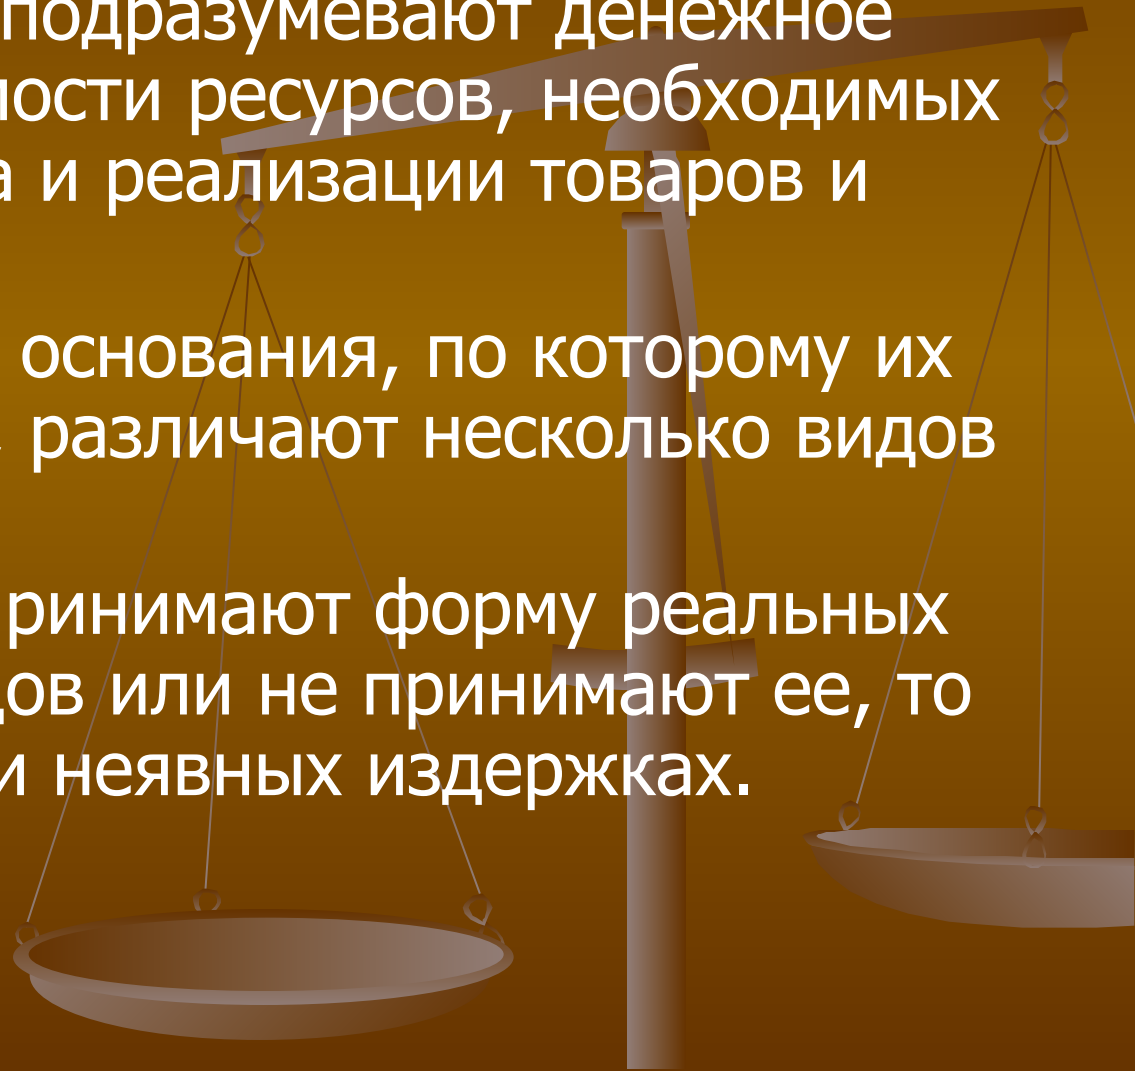 подразумевают денежное
мости ресурсов, необходимых
а и реализации товаров и
основания, по которому их
различают несколько видов
ринимают форму реальных
дов или не принимают ее, то
и неявных издержках.